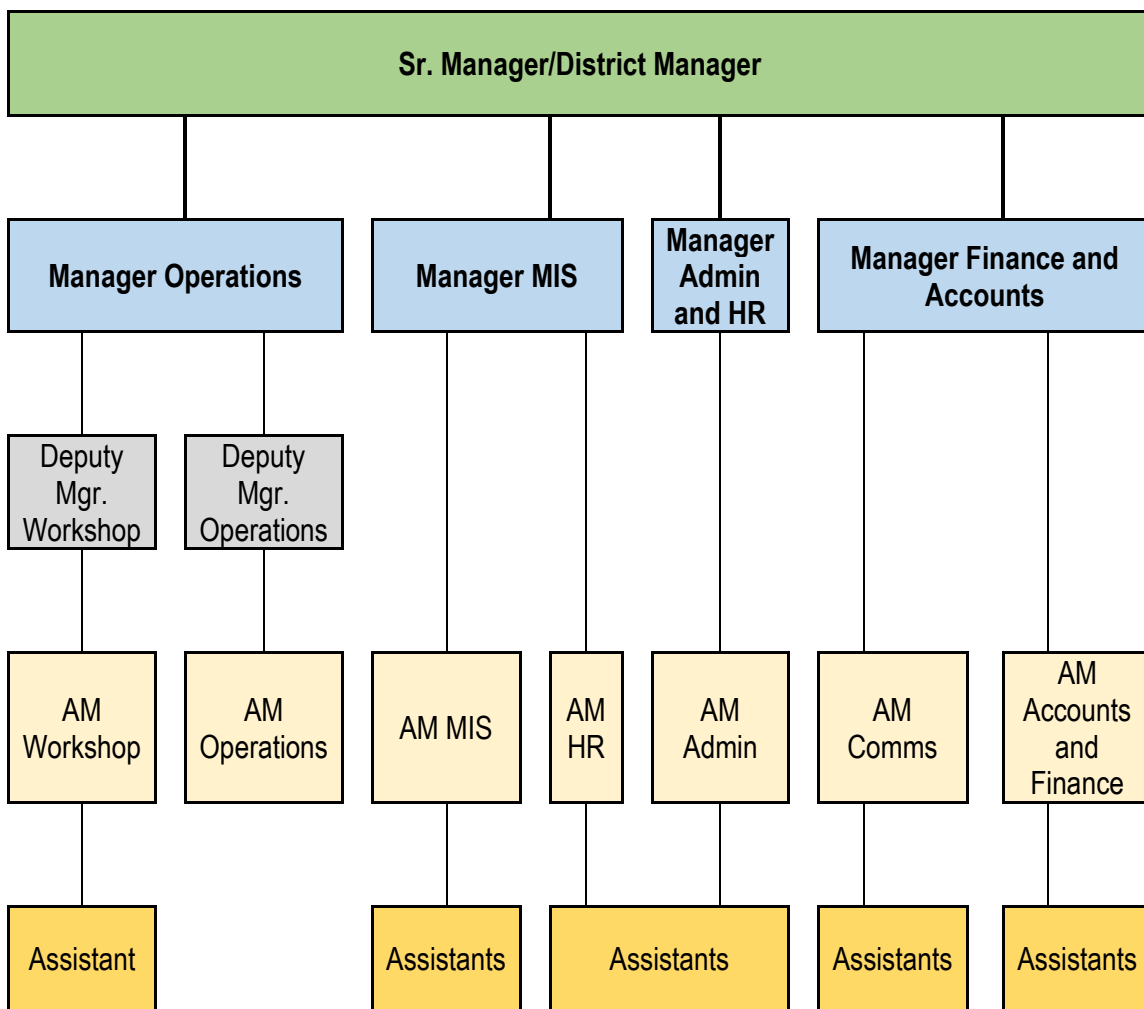 Sr. Manager/District Manager
Manager Operations
Manager MIS
Manager
Admin
and HR
Manager Finance and
Accounts
Deputy
Mgr.
Workshop
Deputy
Mgr.
Operations
AM
Workshop
AM
Operations
AM MIS
AM
HR
AM
Admin
AM
Comms
AM
Accounts
and
Finance
Assistant
Assistants
Assistants
Assistants
Assistants